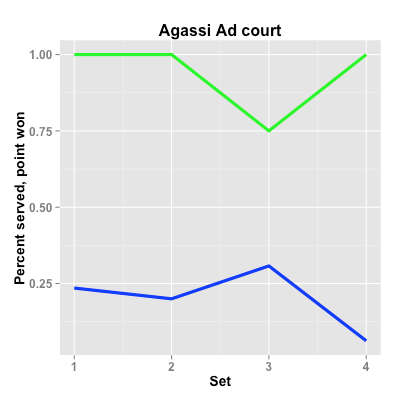 Agassi Ad court
Percent served, point won
1.00
0.75
0.50
0.25
1 2 3 4
Set